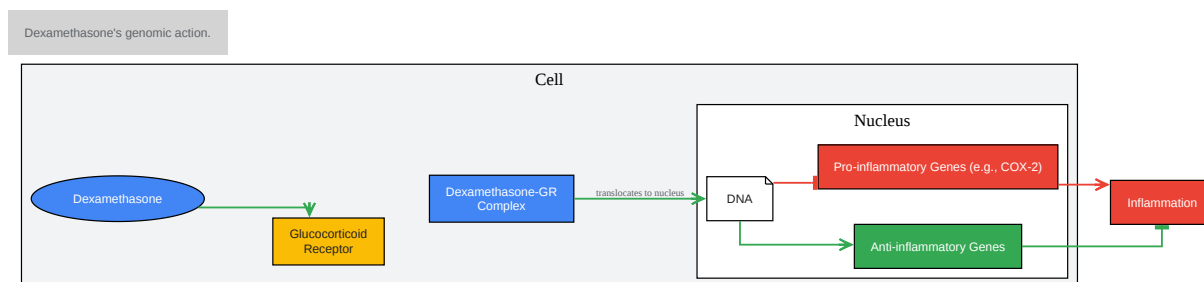 Dexamethasone's genomic action.
Cell
Nucleus
Pro-inflammatory Genes (e.g., COX-2)
Dexamethasone
Dexamethasone-GR
Complex
translocates to nucleus
DNA
Inflammation
Glucocorticoid
Receptor
Anti-inflammatory Genes